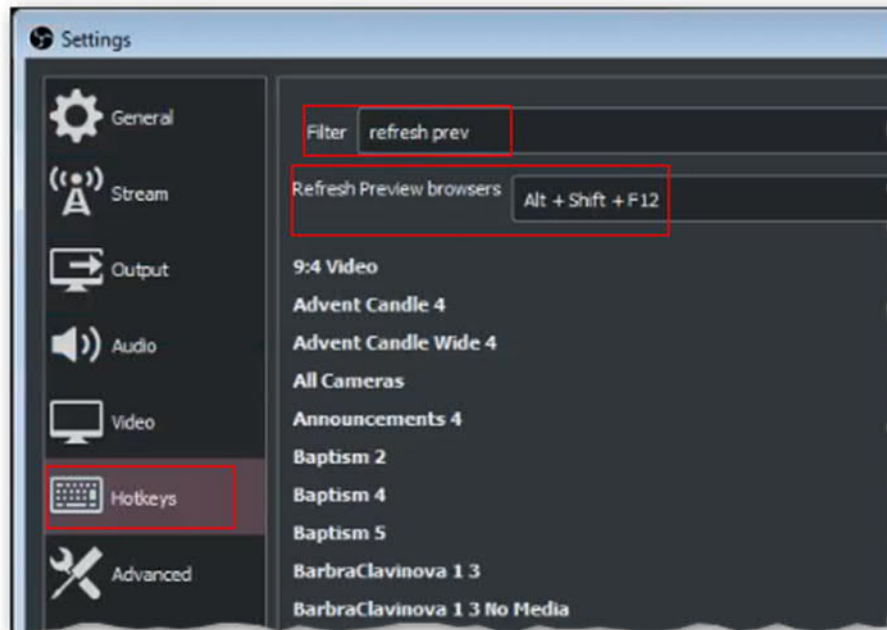 Settings
General
Stream
Output
Audio
Video
Hotkeys
Advanced
Filter refresh prev
Refresh Preview browsers Alt + Shift + F12
9:4 Video
Advent Candle 4
Advent Candle Wide 4
All Cameras
Announcements 4
Baptism 2
Baptism 4
Baptism 5
BarbraClavinova 1 3
BarbraClavinova 1 3 No Media